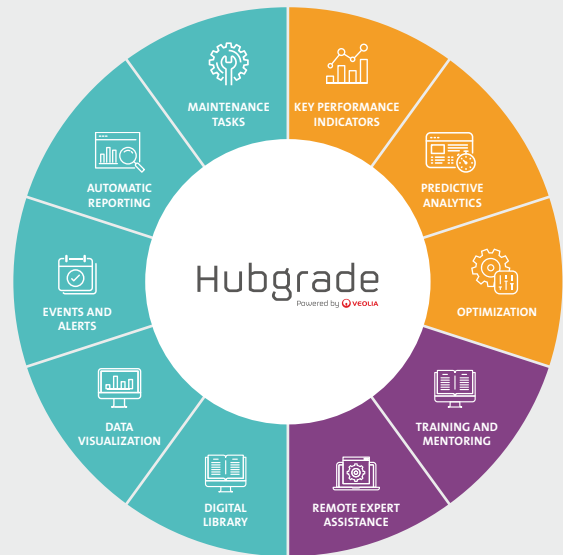 MAINTENANCE
TASKS
KEY PERFORMANCE
INDICATORS
PREDICTIVE
ANALYTICS
OPTIMIZATION
TRAINING AND
MENTORING
REMOTE EXPERT
ASSISTANCE
DIGITAL
LIBRARY
DATA
VISUALIZATION
EVENTS AND
ALERTS
AUTOMATIC
REPORTING
Hubgrade
Powered by VEOLIA